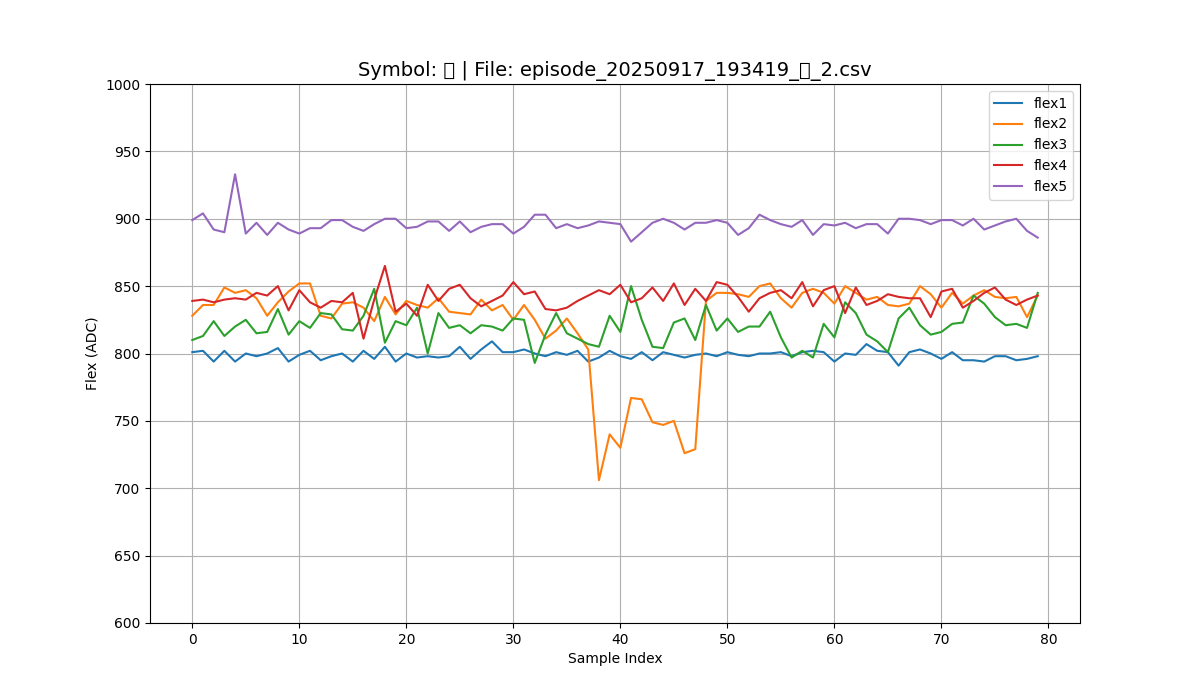 Symbol: | File: episode_20250917_193419_ _2.csv
1000
950
900
850
800
750
700
650
600
Flex (ADC)
0 10 20 30 40 50 60 70 80
Sample Index
flex1
flex2
flex3
flex4
flex5